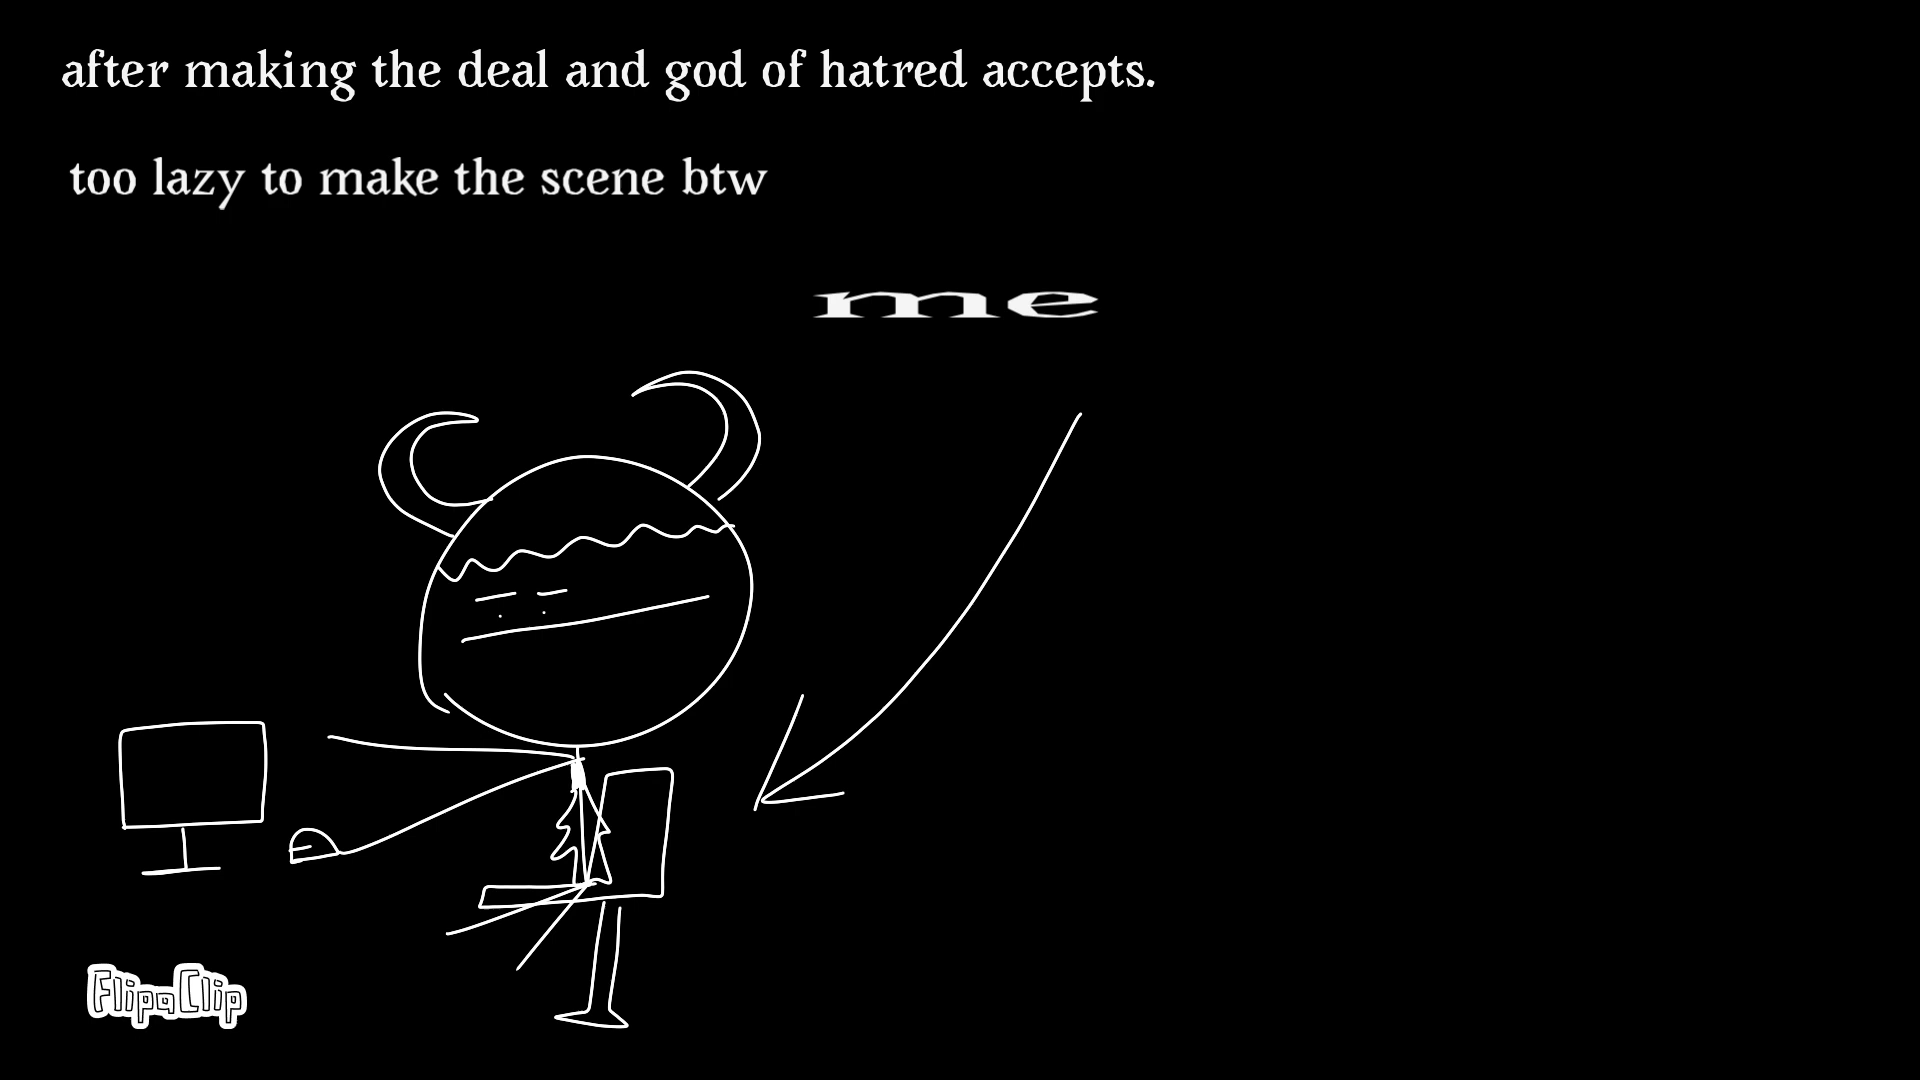 after making the deal and god of hatred accepts.
too lazy to make the scene btw
me
FlipaClip